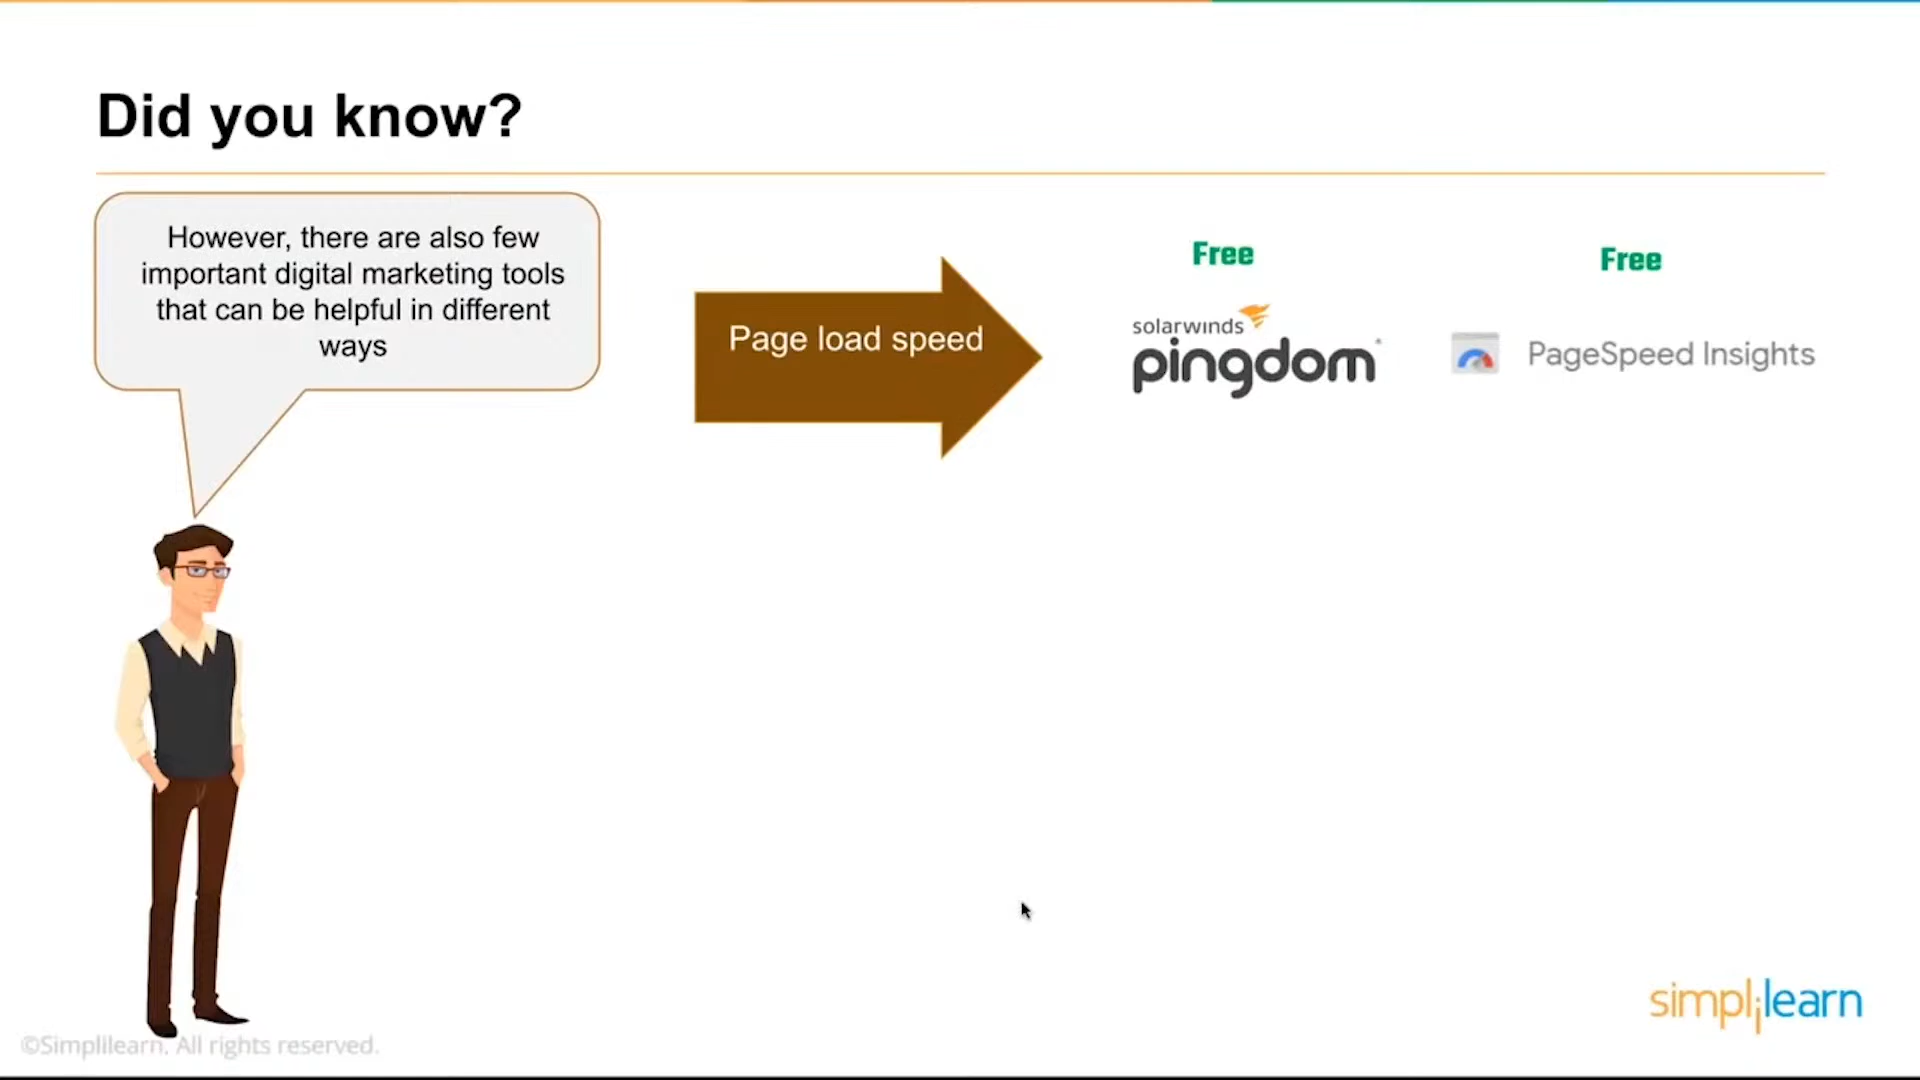 Did you know?
However, there are also few
important digital marketing tools
that can be helpful in different
ways
Page load speed
Free
solarwinds
pingdom
Free
PageSpeed Insights
simplilearn
©Simplilearn. All rights reserved.